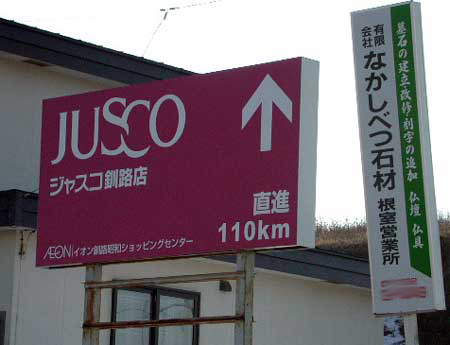 JUSCO
ジャスコ釧路店
直進
110km
ÆON イオン釧路昭和ショッピングセンター
有限会社 なかしべつ石材 根室営業所
墓石の建立改修・刻字の追加 仏壇 仏具